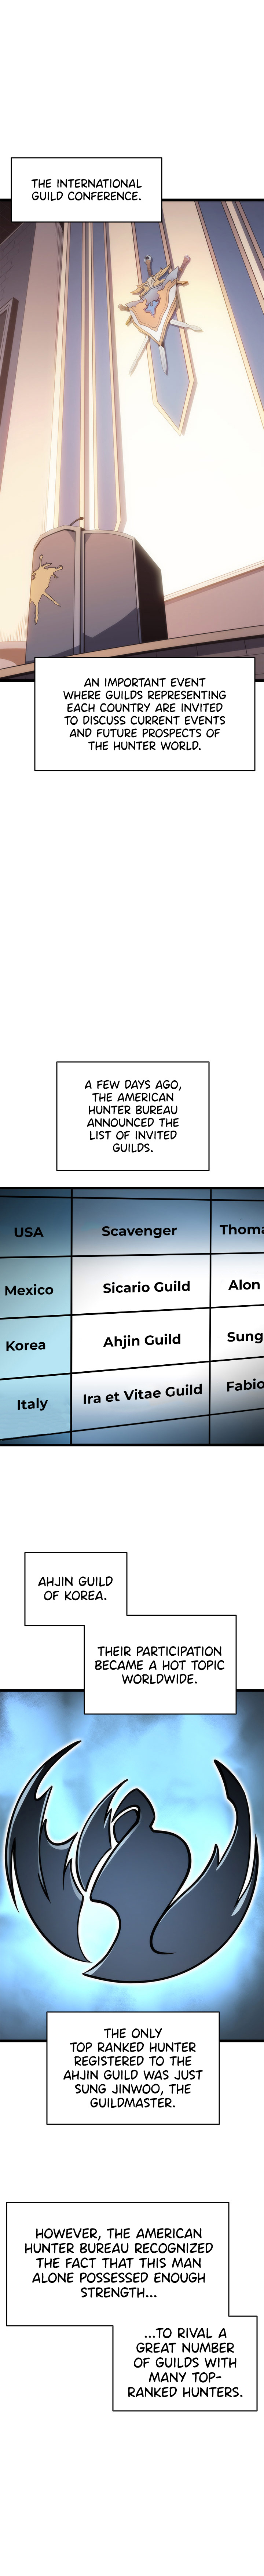 THE INTERNATIONAL
GUILD CONFERENCE.
AN IMPORTANT EVENT
WHERE GUILDS REPRESENTING
EACH COUNTRY ARE INVITED
TO DISCUSS CURRENT EVENTS
AND FUTURE PROSPECTS OF
THE HUNTER WORLD.
A FEW DAYS AGO,
THE AMERICAN
HUNTER BUREAU
ANNOUNCED THE
LIST OF INVITED
GUILDS.
USA Scavenger Thoma
Mexico Sicario Guild Alon
Korea Ahjin Guild Sung
Italy Ira et Vitae Guild Fabio
AHJIN GUILD
OF KOREA.
THEIR PARTICIPATION
BECAME A HOT TOPIC
WORLDWIDE.
THE ONLY
TOP RANKED HUNTER
REGISTERED TO THE
AHJIN GUILD WAS JUST
SUNG JINWOO, THE
GUILDMASTER.
HOWEVER, THE AMERICAN
HUNTER BUREAU RECOGNIZED
THE FACT THAT THIS MAN
ALONE POSSESSED ENOUGH
STRENGTH...
...TO RIVAL A
GREAT NUMBER
OF GUILDS WITH
MANY TOP-
RANKED HUNTERS.